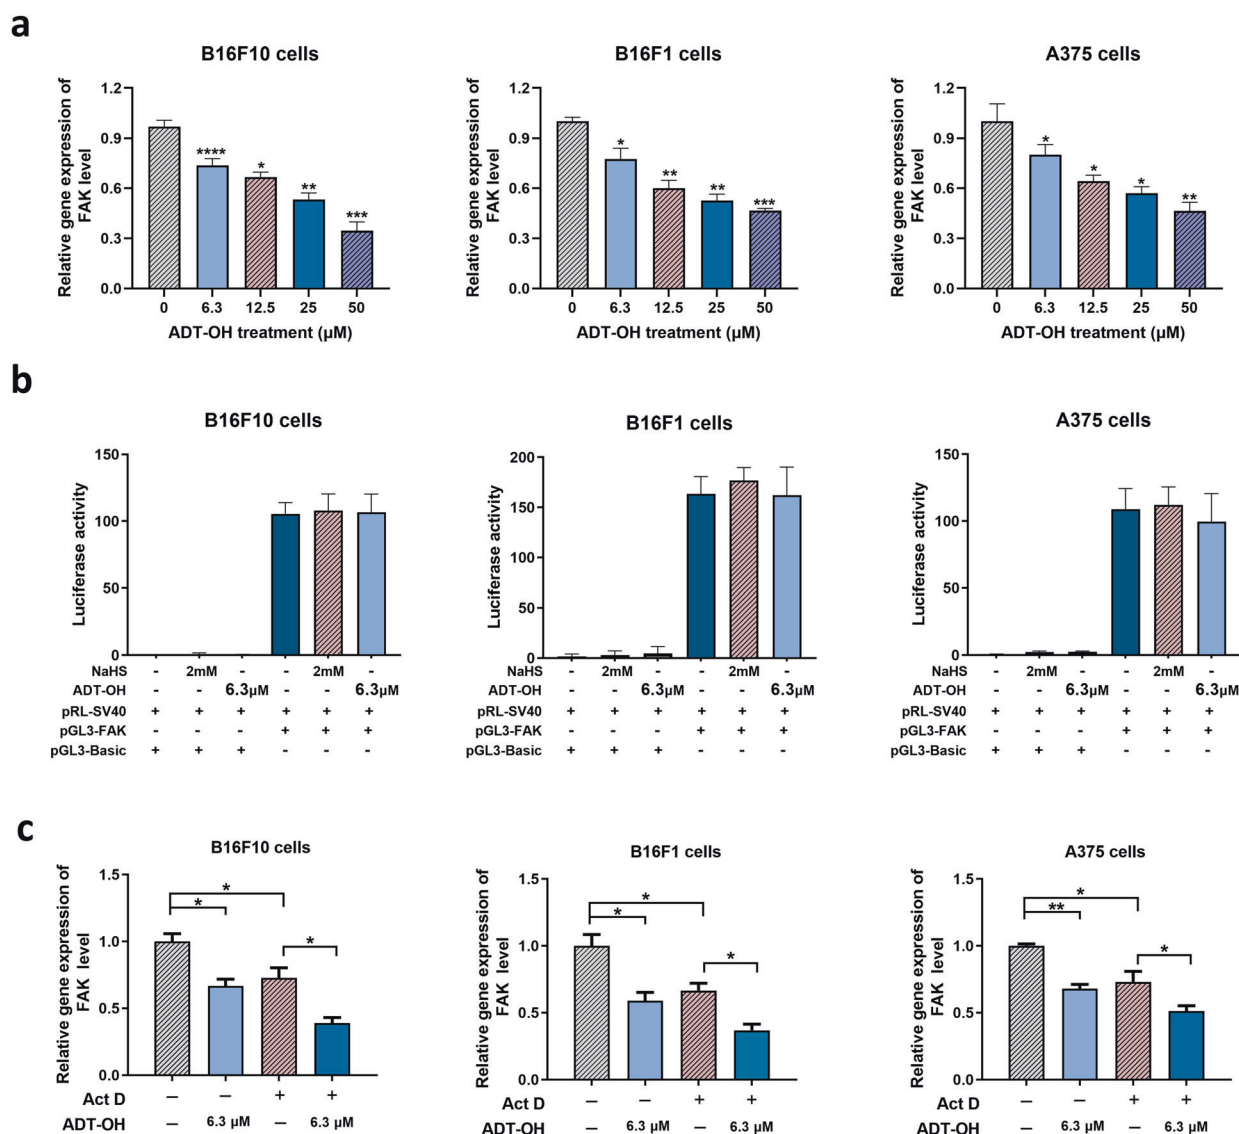 a
B16F10 cells
Relative gene expression of
FAK level
1.2
0.9
0.6
0.3
0.0
****
*
**
***
0 6.3 12.5 25 50
ADT-OH treatment (μM)
B16F1 cells
Relative gene expression of
FAK level
1.2
0.9
0.6
0.3
0.0
*
**
**
***
0 6.3 12.5 25 50
ADT-OH treatment (μM)
A375 cells
Relative gene expression of
FAK level
1.2
0.9
0.6
0.3
0.0
*
*
*
**
0 6.3 12.5 25 50
ADT-OH treatment (μM)
b
B16F10 cells
Luciferase activity
150
100
50
0
NaHS - 2mM - - 2mM -
ADT-OH - - 6.3μM - - 6.3μM
pRL-SV40 + + + + + +
pGL3-FAK - - - + + +
pGL3-Basic + + + - - -
B16F1 cells
Luciferase activity
200
150
100
50
0
NaHS - 2mM - - 2mM -
ADT-OH - - 6.3μM - - 6.3μM
pRL-SV40 + + + + + +
pGL3-FAK - - - + + +
pGL3-Basic + + + - - -
A375 cells
Luciferase activity
150
100
50
0
NaHS - 2mM - - 2mM -
ADT-OH - - 6.3μM - - 6.3μM
pRL-SV40 + + + + + +
pGL3-FAK - - - + + +
pGL3-Basic + + + - - -
c
B16F10 cells
Relative gene expression of
FAK level
1.5
1.0
0.5
0.0
*
*
*
Act D – – + +
ADT-OH – 6.3 μM – 6.3 μM
B16F1 cells
Relative gene expression of
FAK level
1.5
1.0
0.5
0.0
*
*
*
Act D – – + +
ADT-OH – 6.3 μM – 6.3 μM
A375 cells
Relative gene expression of
FAK level
1.5
1.0
0.5
0.0
*
**
*
Act D – – + +
ADT-OH – 6.3 μM – 6.3 μM